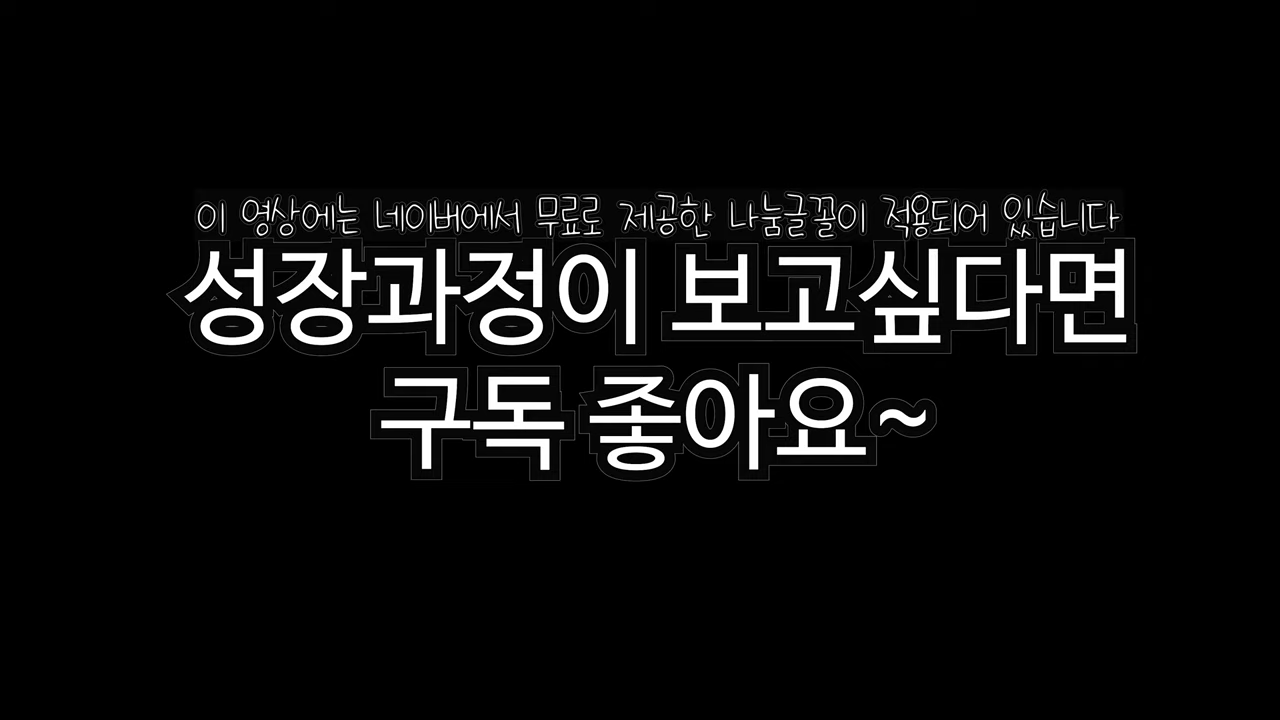 이 영상에는 네이버에서 무료로 제공한 나눔글꼴이 적용되어 있습니다
성장과정이 보고싶다면
구독 좋아요~